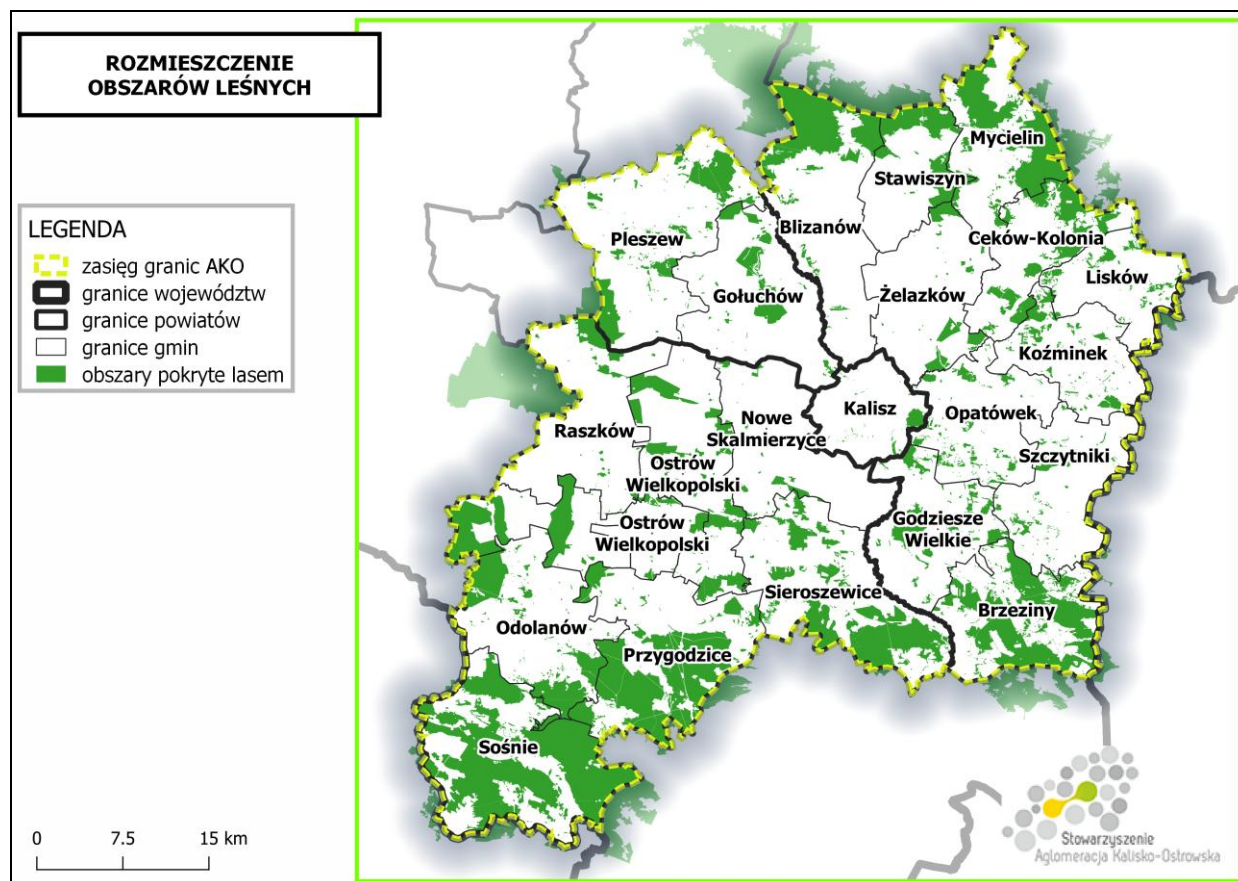 ROZMIESZCZENIE
OBSZARÓW LEŚNYCH
LEGENDA
zasięg granic AKO
granice województw
granice powiatów
granice gmin
obszary pokryte lasem
0 7.5 15 km
Mycielin
Stawiszyn
Blizanów
Ceków-Kolonia
Pleszew
Lisków
Gołuchów
Żelazków
Koźminek
Kalisz
Opatówek
Nowe
Skalmierzyce
Raszków
Szczytniki
Ostrów
Wielkopolski
Godziesze
Wielkie
Ostrów
Wielkopolski
Sieroszewice
Brzeziny
Odolanów
Przygodzice
Sośnie
Stowarzyszenie
Aglomeracja Kalisko-Ostrowska